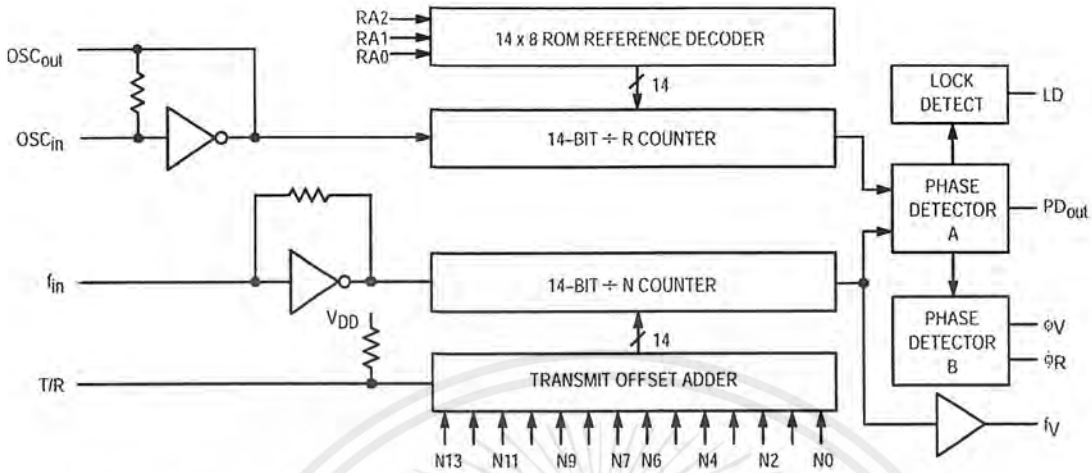 RA2
RA1
RA0
14 x 8 ROM REFERENCE DECODER
OSCout
14
LOCK
DETECT
LD
OSCin
14–BIT ÷ R COUNTER
PHASE
DETECTOR
A
PDout
fin
14–BIT ÷ N COUNTER
VDD
14
PHASE
DETECTOR
B
ϕV
ϕR
T/R
TRANSMIT OFFSET ADDER
fV
N13 N11 N9 N7 N6 N4 N2 N0